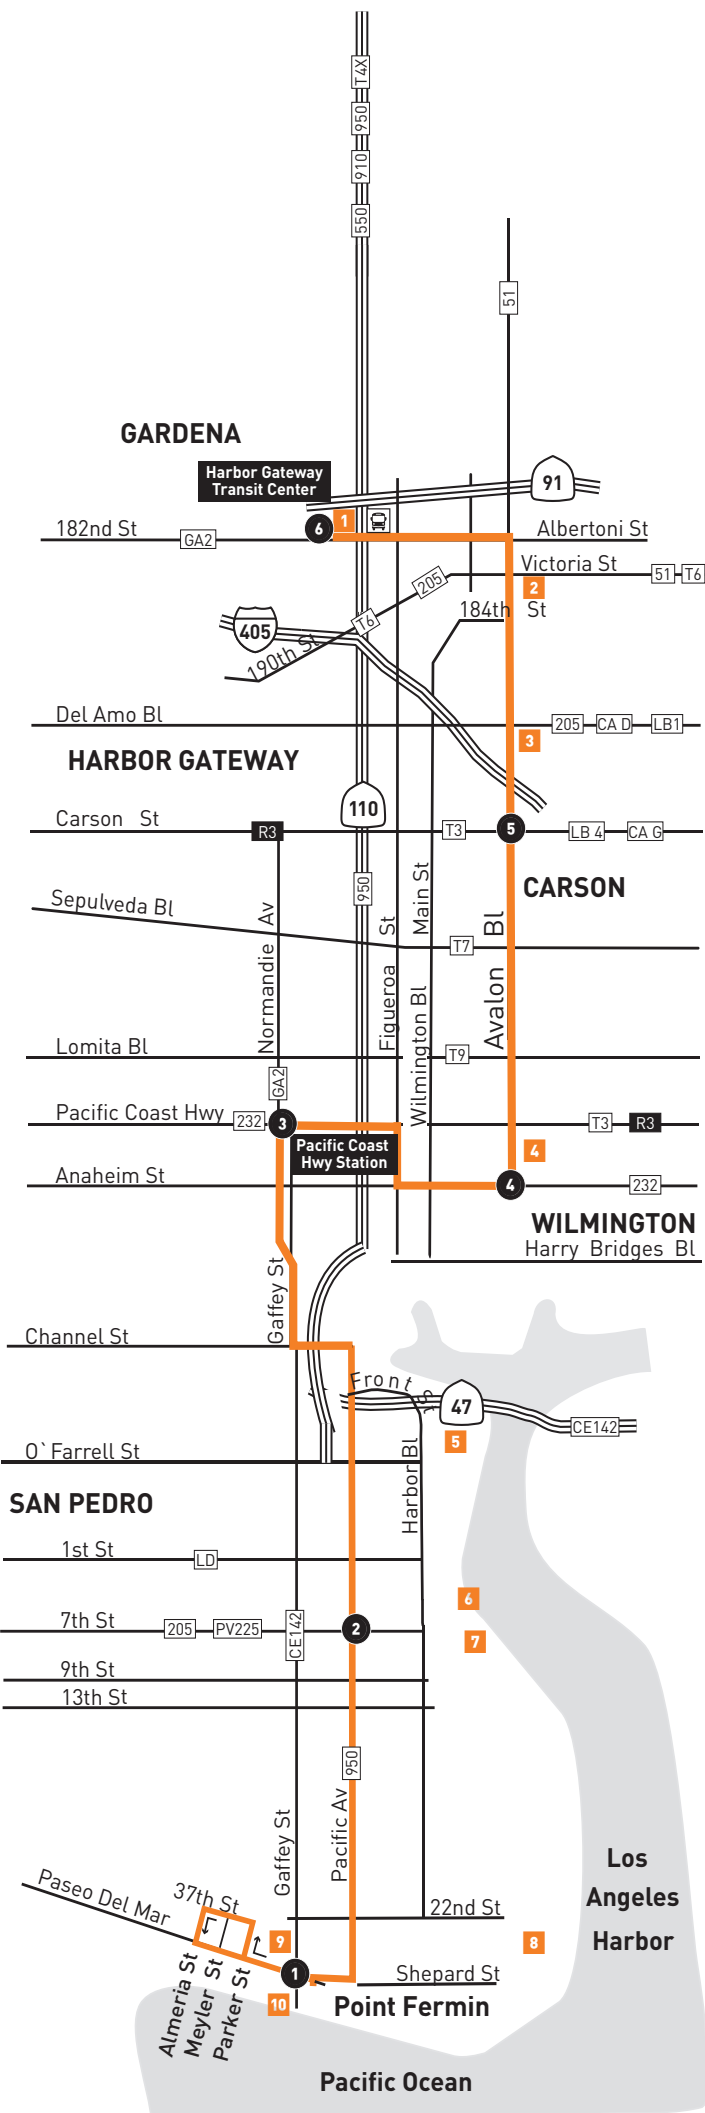 T4X
950
910
550
51
GARDENA
Harbor Gateway
Transit Center
91
6
1
182nd St
GA2
Albertoni St
Victoria St
51
T6
2
205
184th St
T6
405
190th St
Del Amo Bl
205
CA D
LB1
3
HARBOR GATEWAY
110
Carson St
R3
T3
5
LB 4
CA G
CARSON
950
Main St
Sepulveda Bl
Normandie Av
Figueroa St
Avalon Bl
T7
Wilmington Bl
Lomita Bl
T9
GA2
Pacific Coast Hwy
232
3
T3
R3
Pacific Coast
Hwy Station
4
Anaheim St
4
232
WILMINGTON
Harry Bridges Bl
Gaffey St
Channel St
Front St
47
CE142
5
O`Farrell St
Harbor Bl
SAN PEDRO
1st St
LD
6
7th St
205
PV225
CE142
2
7
9th St
13th St
950
Gaffey St
Pacific Av
Los
Angeles
Harbor
Paseo Del Mar
37th St
22nd St
9
8
1
Shepard St
10
Point Fermin
Almeria St
Meyler St
Parker St
Pacific Ocean